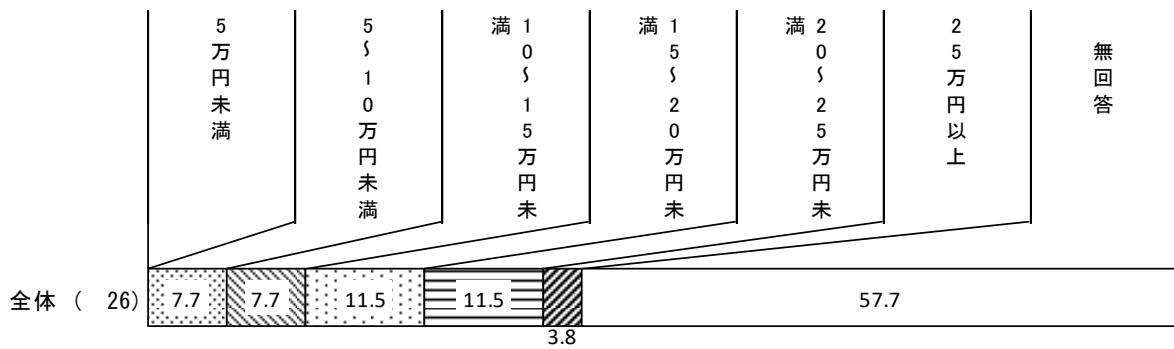 5万円未満
5～10万円未満
10～15万円未
満
15～20万円未
満
20～25万円未
満
25万円以上
無回答
全体（　26）
7.7
7.7
11.5
11.5
3.8
57.7